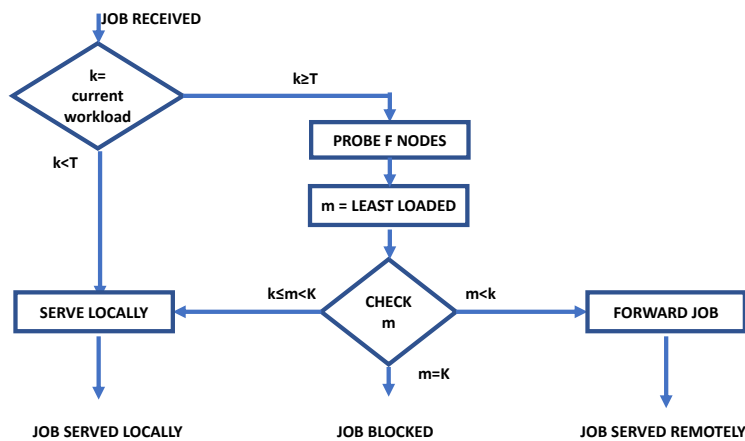 JOB RECEIVED
k=
current
workload
k≥T
PROBE F NODES
k<T
m = LEAST LOADED
k≤m<K
CHECK
m
m<k
SERVE LOCALLY
FORWARD JOB
m=K
JOB SERVED LOCALLY
JOB BLOCKED
JOB SERVED REMOTELY